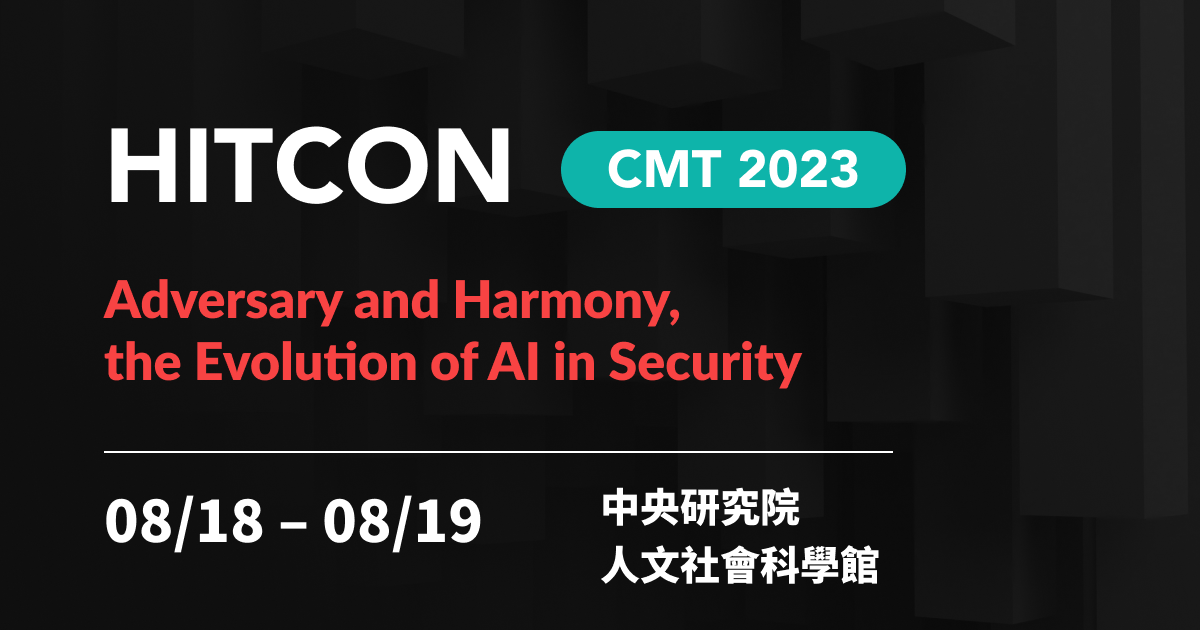 HITCON CMT 2023
Adversary and Harmony,
the Evolution of AI in Security
08/18 – 08/19
中央研究院
人文社會科學館